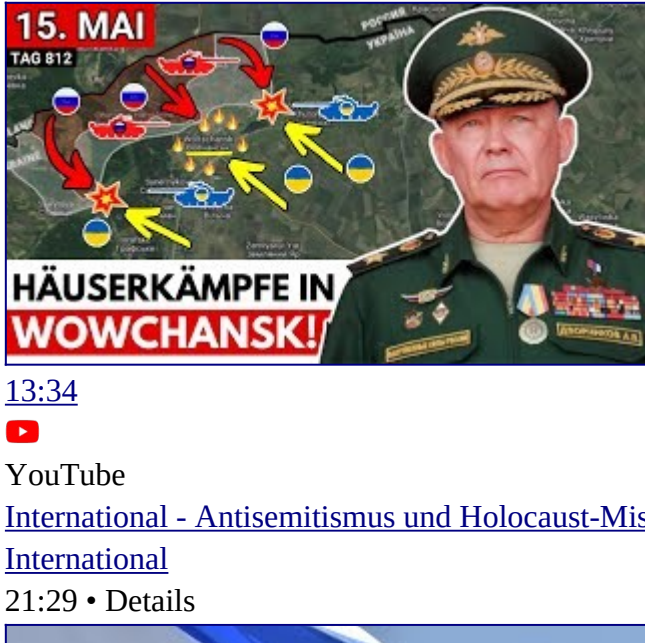 15. MAI
TAG 812
РОССИЯ
УКРАЇНА
HÄUSERKÄMPFE IN
WOWCHANSK!
ДВОРНИКОВ А.В.
13:34
YouTube
International - Antisemitismus und Holocaust-Mis
International
21:29 • Details